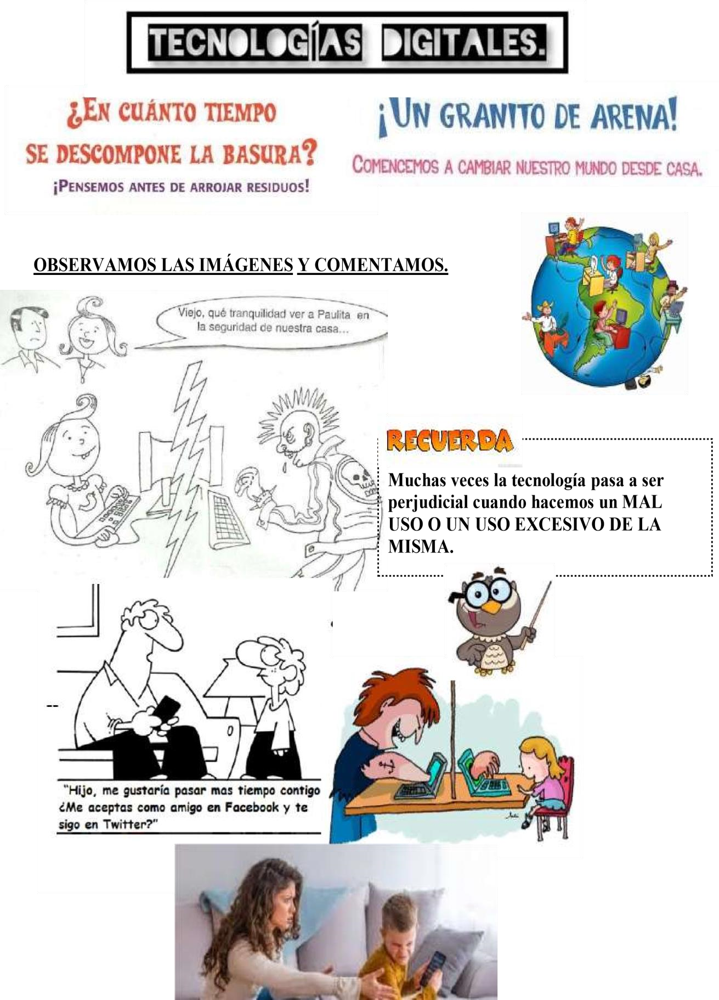 TECNOLOGÍAS DIGITALES.
¿EN CUÁNTO TIEMPO
SE DESCOMPONE LA BASURA?
¡PENSEMOS ANTES DE ARROJAR RESIDUOS!
¡UN GRANITO DE ARENA!
COMENCEMOS A CAMBIAR NUESTRO MUNDO DESDE CASA.
OBSERVAMOS LAS IMÁGENES Y COMENTAMOS.
Viejo, qué tranquilidad ver a Paulita en
la seguridad de nuestra casa...
RECUERDA
Muchas veces la tecnología pasa a ser
perjudicial cuando hacemos un MAL
USO O UN USO EXCESIVO DE LA
MISMA.
--
"Hijo, me gustaría pasar mas tiempo contigo
¿Me aceptas como amigo en Facebook y te
sigo en Twitter?"